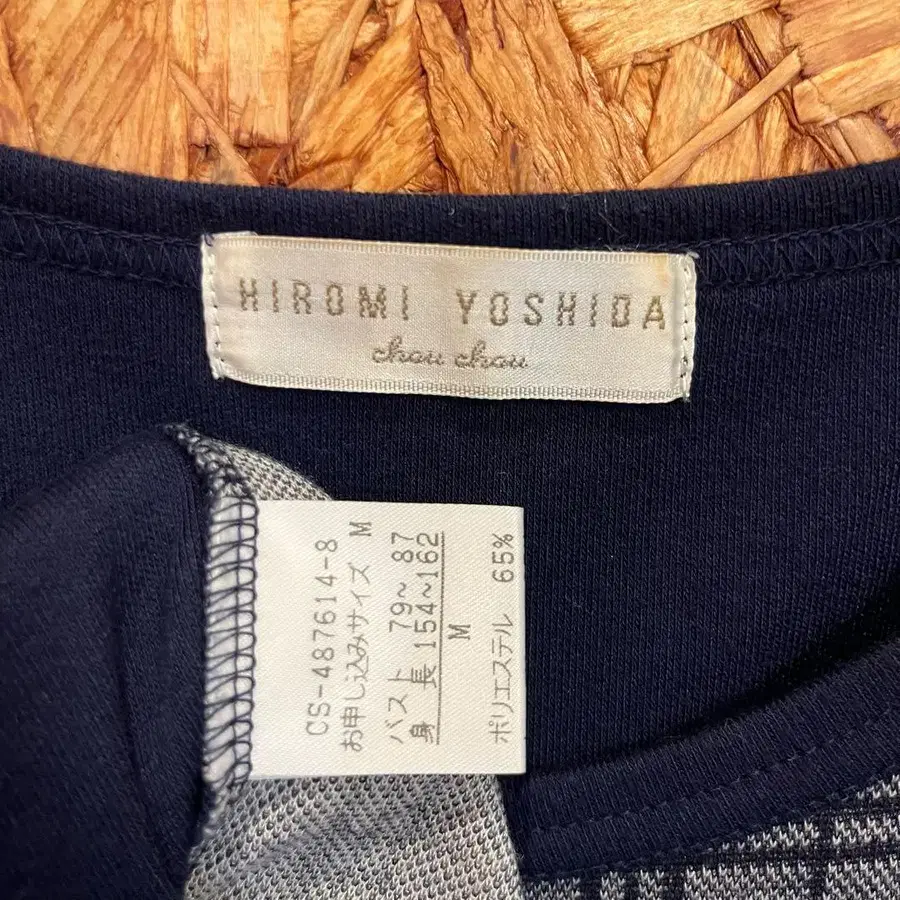 HIROMI YOSHIDA
chou chou
CS-487614-8
お申し込みサイズ M
バスト 79~ 87
身 長 154~162
M
ポリエステル 65%